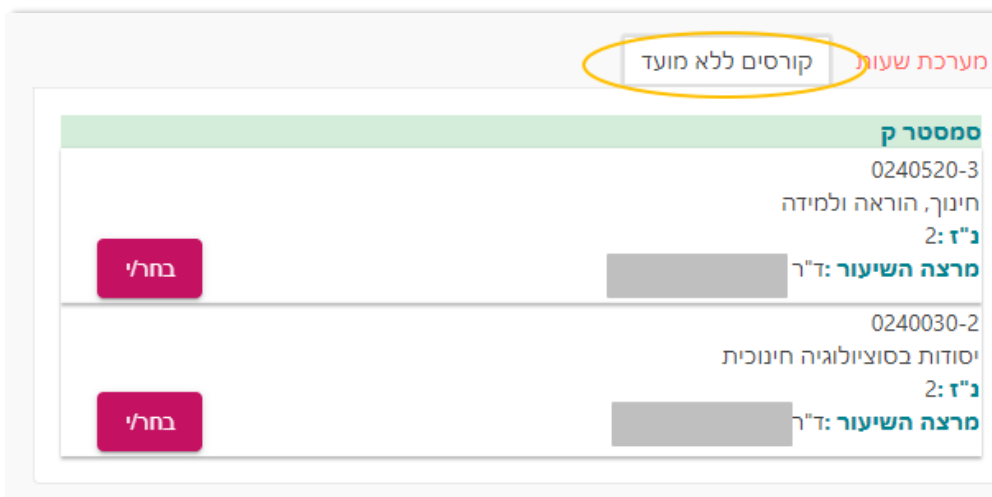 מערכת שעות קורסים ללא מועד
סמסטר ק
0240520-3
חינוך, הוראה ולמידה
נ"ז :2
מרצה השיעור :ד"ר
בחר/י
0240030-2
יסודות בסוציולוגיה חינוכית
נ"ז :2
מרצה השיעור :ד"ר
בחר/י